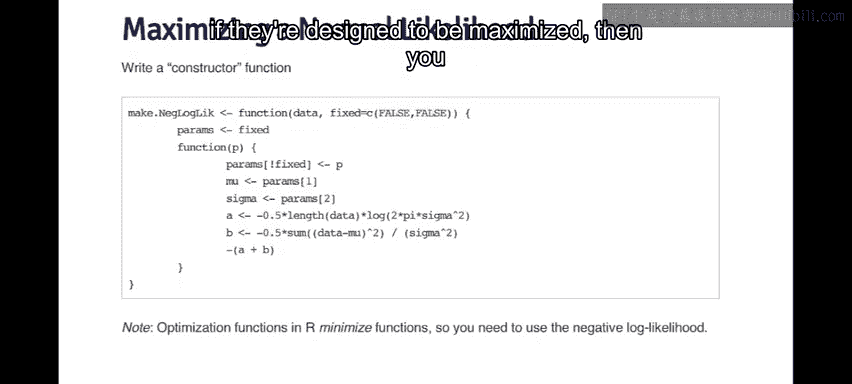 Maximizing a Normal Likelihood
if they're designed to be maximized, then
you
Write a “constructor” function
make.NegLogLik <- function(data, fixed=c(FALSE,FALSE)) {
params <- fixed
function(p) {
params[!fixed] <- p
mu <- params[1]
sigma <- params[2]
a <- -0.5*length(data)*log(2*pi*sigma^2)
b <- -0.5*sum((data-mu)^2) / (sigma^2)
-(a + b)
}
}
Note: Optimization functions in R minimize functions, so you need to use the negative log-likelihood.